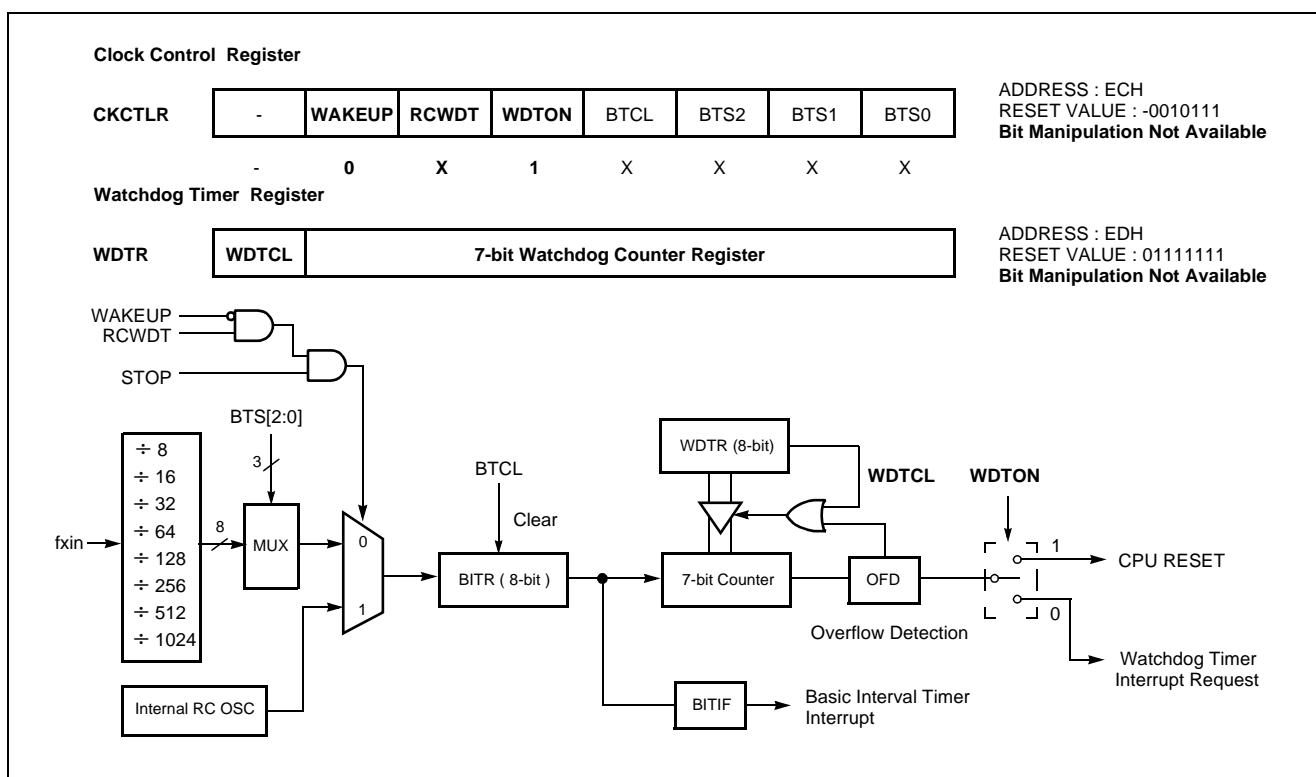 Clock Control Register
CKCTLR
- WAKEUP RCWDT WDTON BTCL BTS2 BTS1 BTS0
ADDRESS : ECH
RESET VALUE : -0010111
Bit Manipulation Not Available
- 0 X 1 X X X X
Watchdog Timer Register
WDTR
WDTCL 7-bit Watchdog Counter Register
ADDRESS : EDH
RESET VALUE : 01111111
Bit Manipulation Not Available
WAKEUP
RCWDT
STOP
BTS[2:0]
3
fxin
÷ 8
÷ 16
÷ 32
÷ 64
÷ 128
÷ 256
÷ 512
÷ 1024
8
MUX
0
1
Internal RC OSC
BTCL
Clear
BITR ( 8-bit )
WDTR (8-bit)
WDTCL
7-bit Counter
OFD
Overflow Detection
WDTON
1
CPU RESET
0
Watchdog Timer
Interrupt Request
BITIF
Basic Interval Timer
Interrupt